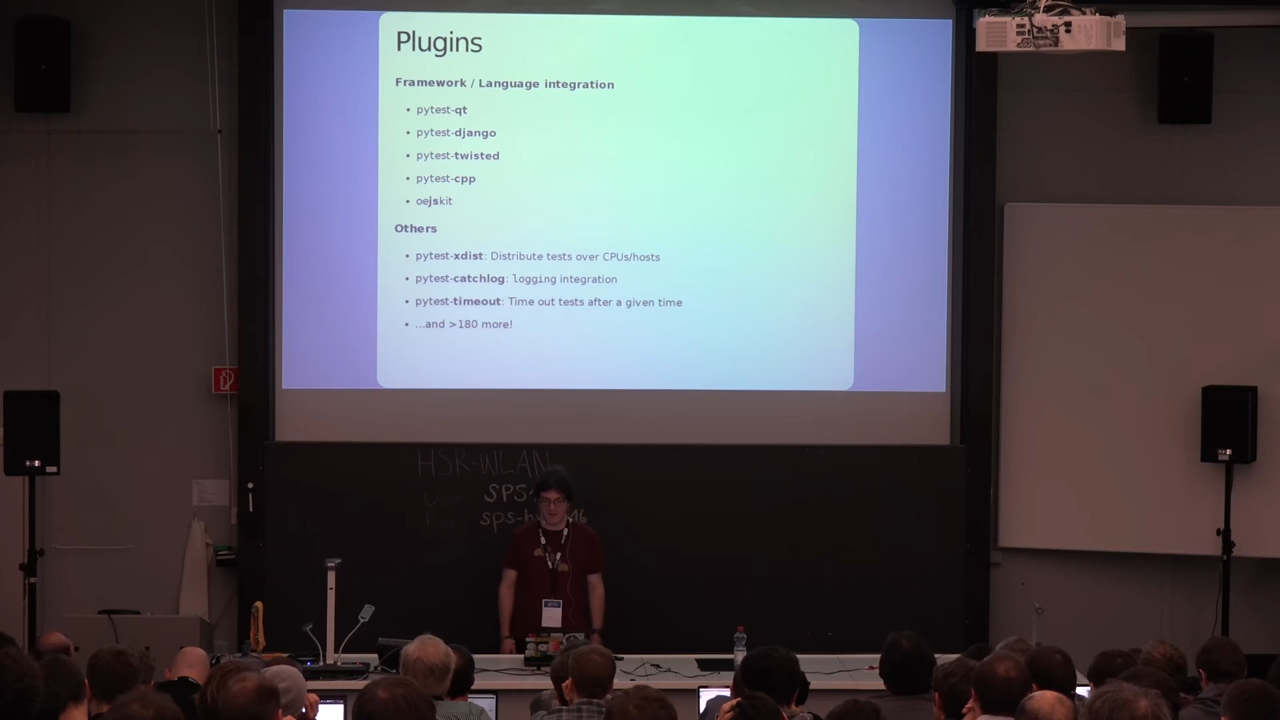 Plugins
Framework / Language integration
• pytest-qt
• pytest-django
• pytest-twisted
• pytest-cpp
• oejskit
Others
• pytest-xdist: Distribute tests over CPUs/hosts
• pytest-catchlog: logging integration
• pytest-timeout: Time out tests after a given time
• ...and >180 more!
HSR-WLAN